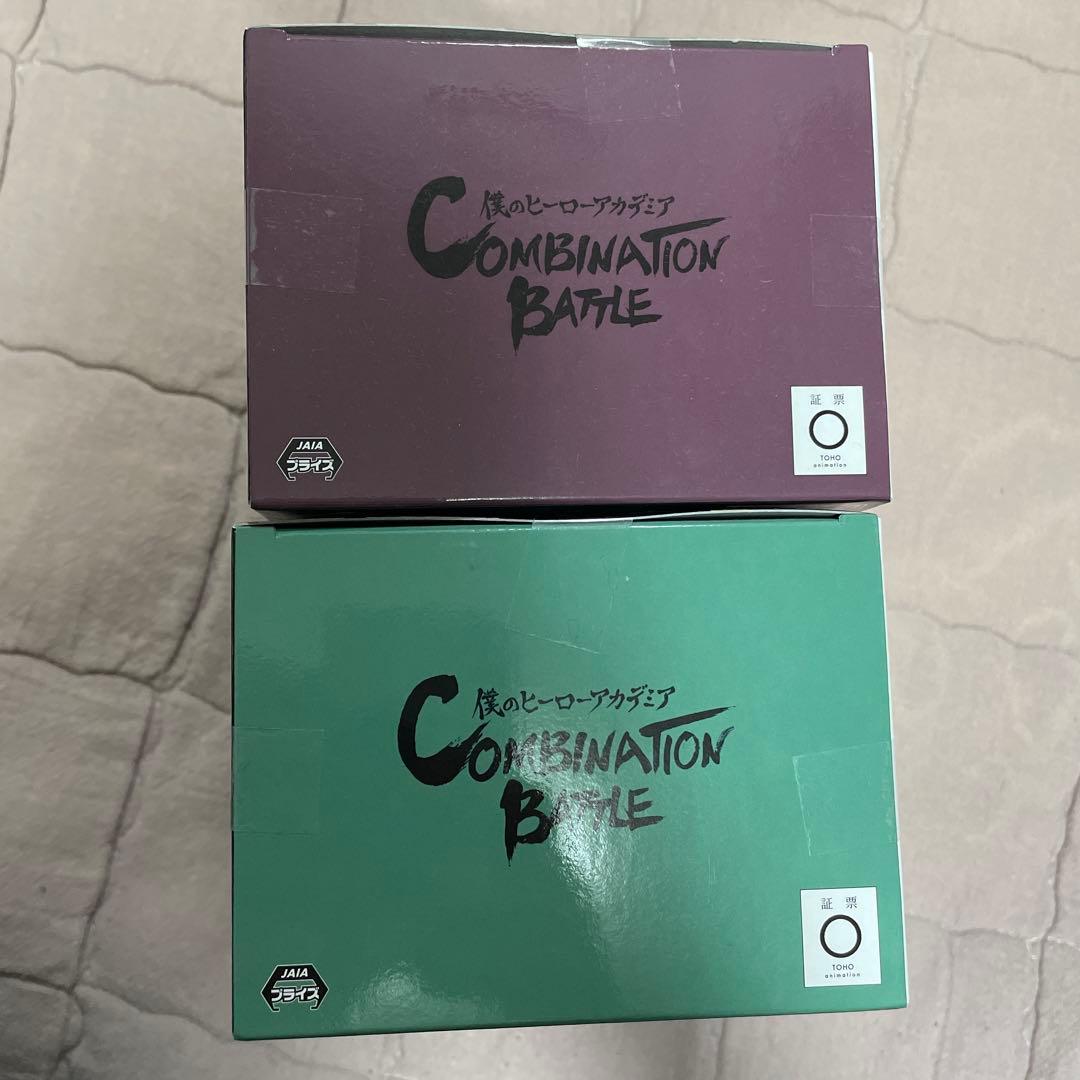 僕のヒーローアカデミア
COMBINATION
BATTLE
証 票
TOHO
animation
JAIA
プライズ
僕のヒーローアカデミア
COMBINATION
BATTLE
証 票
TOHO
animation
JAIA
プライズ